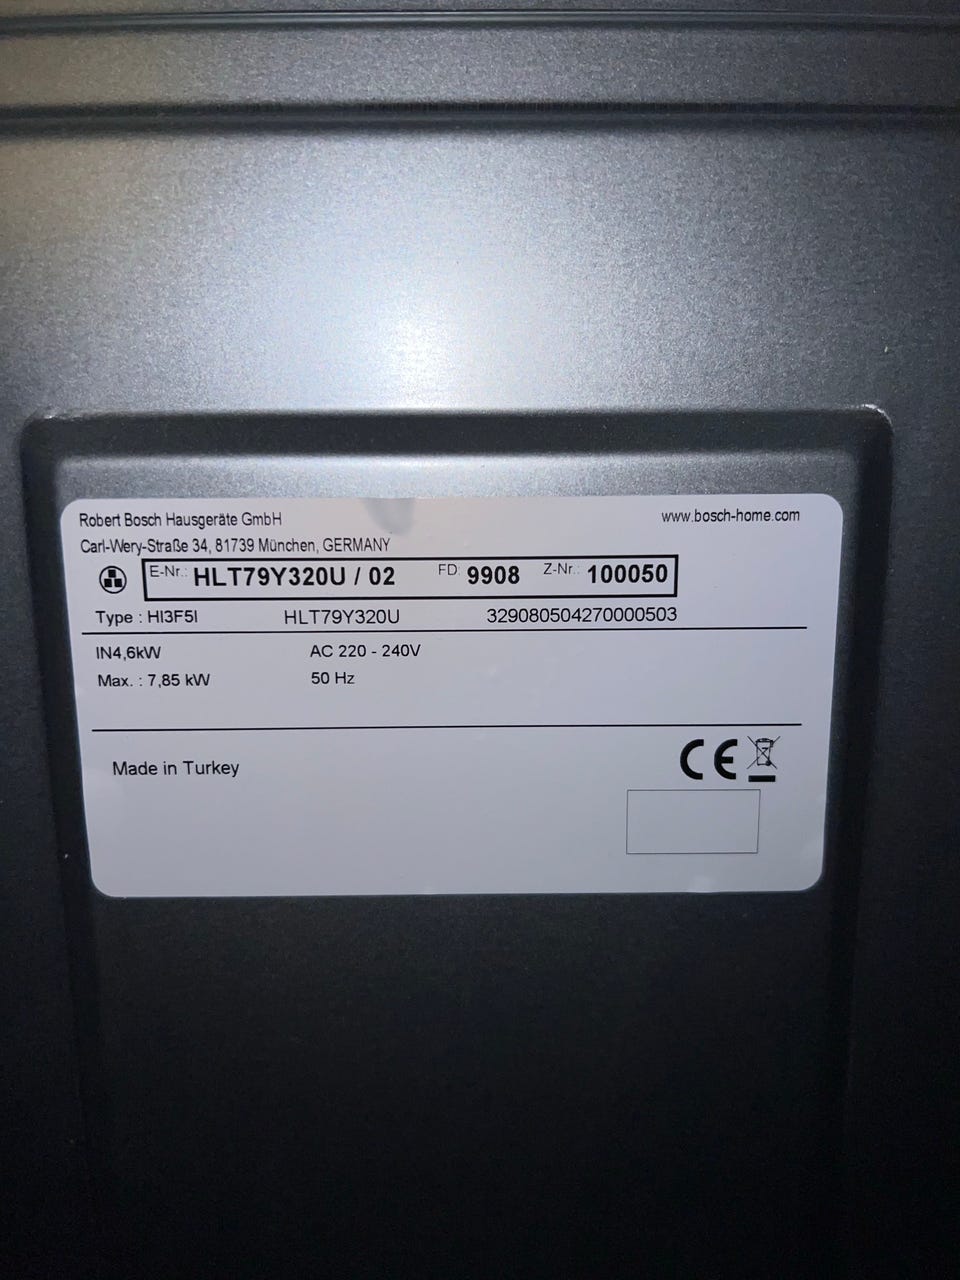 Robert Bosch Hausgeräte GmbH www.bosch-home.com
Carl-Wery-Straße 34, 81739 München, GERMANY
E-Nr.: HLT79Y320U / 02 FD: 9908 Z-Nr.: 100050
Type : HI3F5I HLT79Y320U 329080504270000503
IN4,6kW AC 220 - 240V
Max. : 7,85 kW 50 Hz
Made in Turkey CE